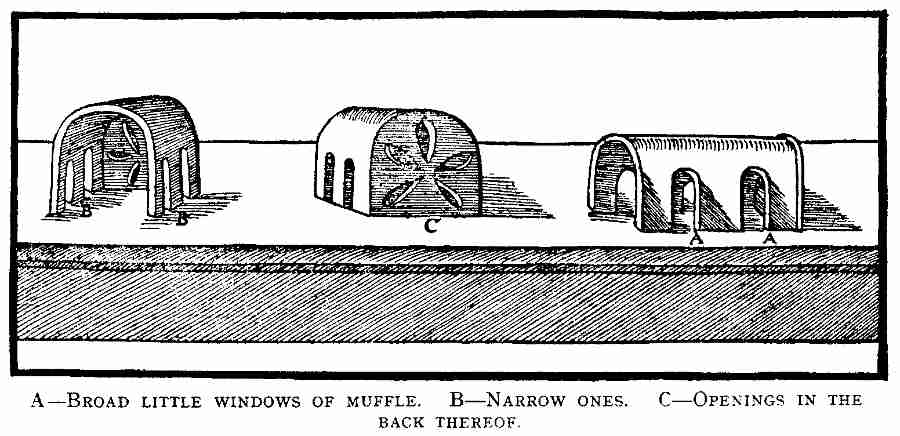 B B C A A
A—BROAD LITTLE WINDOWS OF MUFFLE. B—NARROW ONES. C—OPENINGS IN THE
BACK THEREOF.